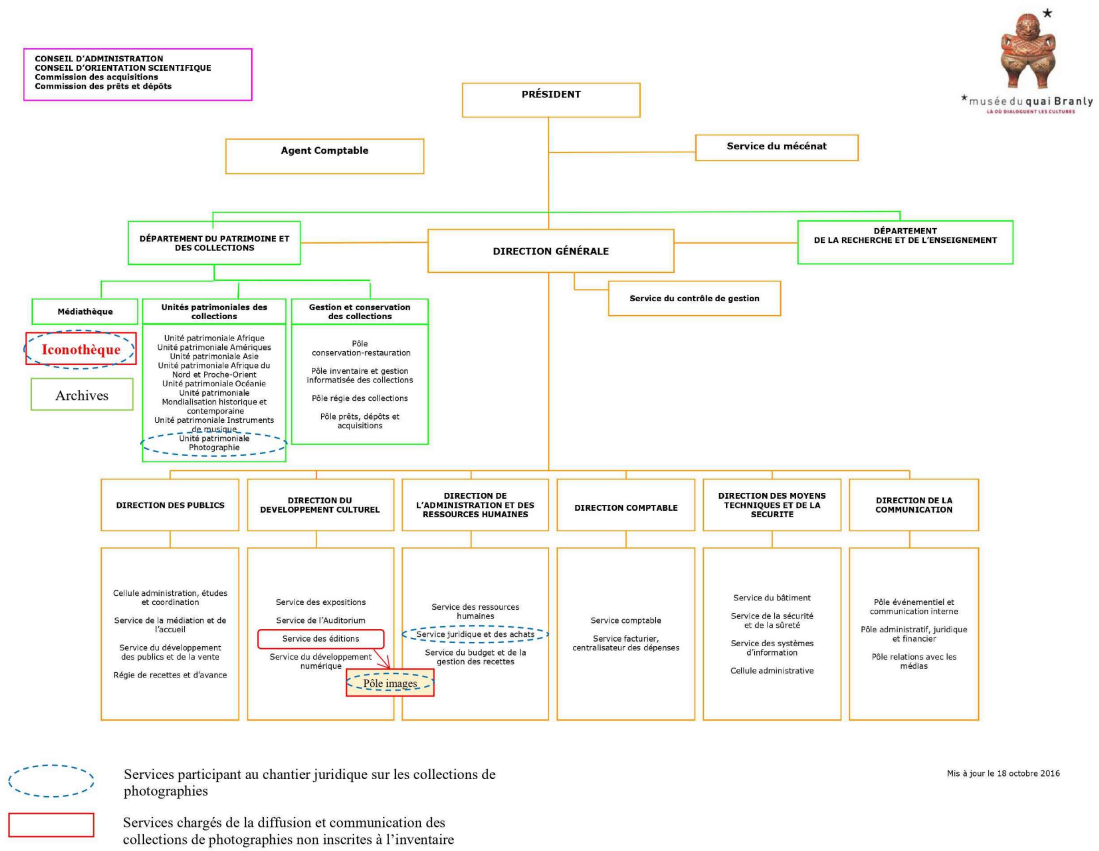 CONSEIL D'ADMINISTRATION
CONSEIL D'ORIENTATION SCIENTIFIQUE
Commission des acquisitions
Commission des prêts et dépôts
*musée du quai Branly
LÀ OÙ DIALOGUENT LES CULTURES
PRÉSIDENT
Agent Comptable
Service du mécénat
DÉPARTEMENT DU PATRIMOINE ET
DES COLLECTIONS
DIRECTION GÉNÉRALE
DÉPARTEMENT
DE LA RECHERCHE ET DE L'ENSEIGNEMENT
Service du contrôle de gestion
Médiathèque
Iconothèque
Archives
Unités patrimoniales des
collections
Unité patrimoniale Afrique
Unité patrimoniale Amériques
Unité patrimoniale Asie
Unité patrimoniale Afrique du
Nord et Proche-Orient
Unité patrimoniale Océanie
Unité patrimoniale
Mondialisation historique et
contemporaine
Unité patrimoniale Instruments
de musique
Unité patrimoniale
Photographie
Gestion et conservation
des collections
Pôle
conservation-restauration
Pôle inventaire et gestion
informatisée des collections
Pôle régie des collections
Pôle prêts, dépôts et
acquisitions
DIRECTION DES PUBLICS
Cellule administration, études
et coordination
Service de la médiation et de
l'accueil
Service du développement
des publics et de la vente
Régie de recettes et d'avance
DIRECTION DU
DEVELOPPEMENT CULTUREL
Service des expositions
Service de l'Auditorium
Service des éditions
Service du développement
numérique
Pôle images
DIRECTION DE
L'ADMINISTRATION ET DES
RESSOURCES HUMAINES
Service des ressources
humaines
Service juridique et des achats
Service du budget et de la
gestion des recettes
DIRECTION COMPTABLE
Service comptable
Service facturier,
centralisateur des dépenses
DIRECTION DES MOYENS
TECHNIQUES ET DE LA
SECURITE
Service du bâtiment
Service de la sécurité
et de la sûreté
Service des systèmes
d'information
Cellule administrative
DIRECTION DE LA
COMMUNICATION
Pôle événementiel et
communication interne
Pôle administratif, juridique
et financier
Pôle relations avec les
médias
Services participant au chantier juridique sur les collections de
photographies
Services chargés de la diffusion et communication des
collections de photographies non inscrites à l'inventaire
Mis à jour le 18 octobre 2016